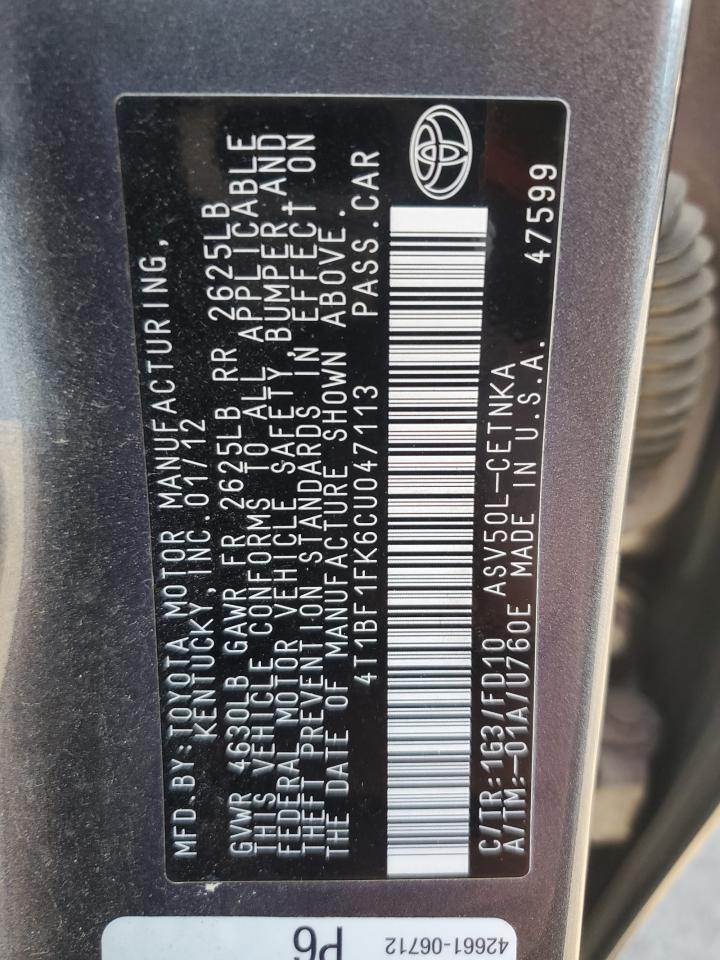 MFD.BY:TOYOTA MOTOR MANUFACTURING,
KENTUCKY, INC.01/12
GVWR 4630LB GAWR FR 2625LB RR 2625LB
THIS VEHICLE CONFORMS TO ALL APPLICABLE
FEDERAL MOTOR VEHICLE SAFETY, BUMPER,AND
THEFT PREVENTION STANDARDS IN EFFECT ON
THE DATE OF MANUFACTURE SHOWN ABOVE.
4T1BF1FK6CU047113 PASS.CAR
C/TR:1G3/FD10 ASV50L-CETNKA 47599
A/TM:-01A/U760E MADE IN U.S.A.
P6
42661-06712